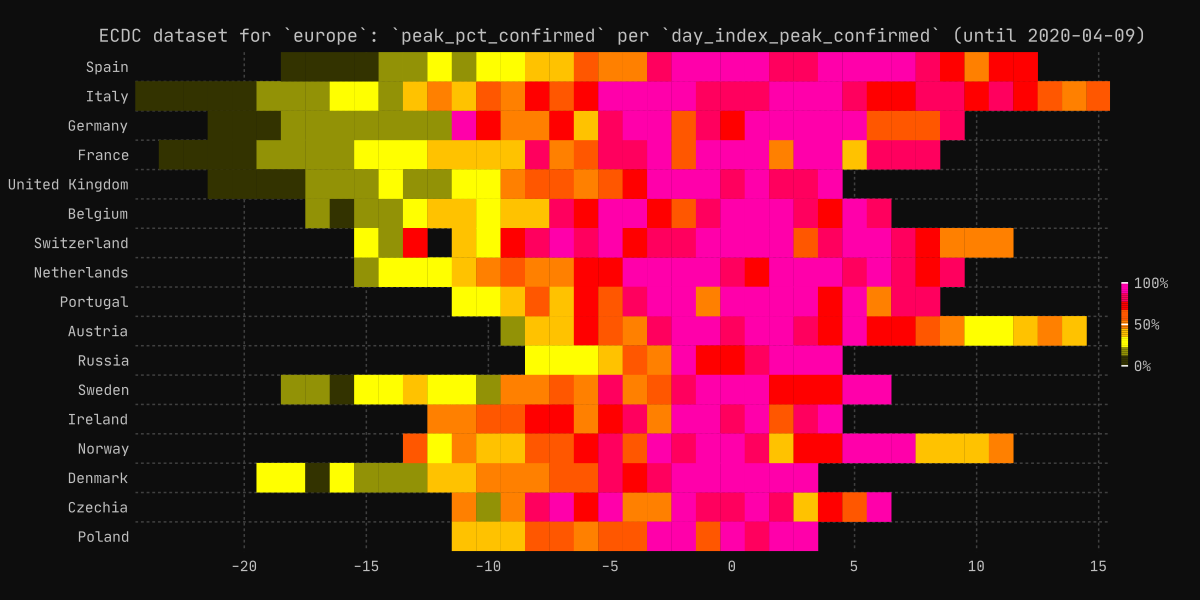 ECDC dataset for `europe`: `peak_pct_confirmed` per `day_index_peak_confirmed` (until 2020-04-09)
Spain
Italy
Germany
France
United Kingdom
Belgium
Switzerland
Netherlands
Portugal
Austria
Russia
Sweden
Ireland
Norway
Denmark
Czechia
Poland
100%
50%
0%
-20 -15 -10 -5 0 5 10 15